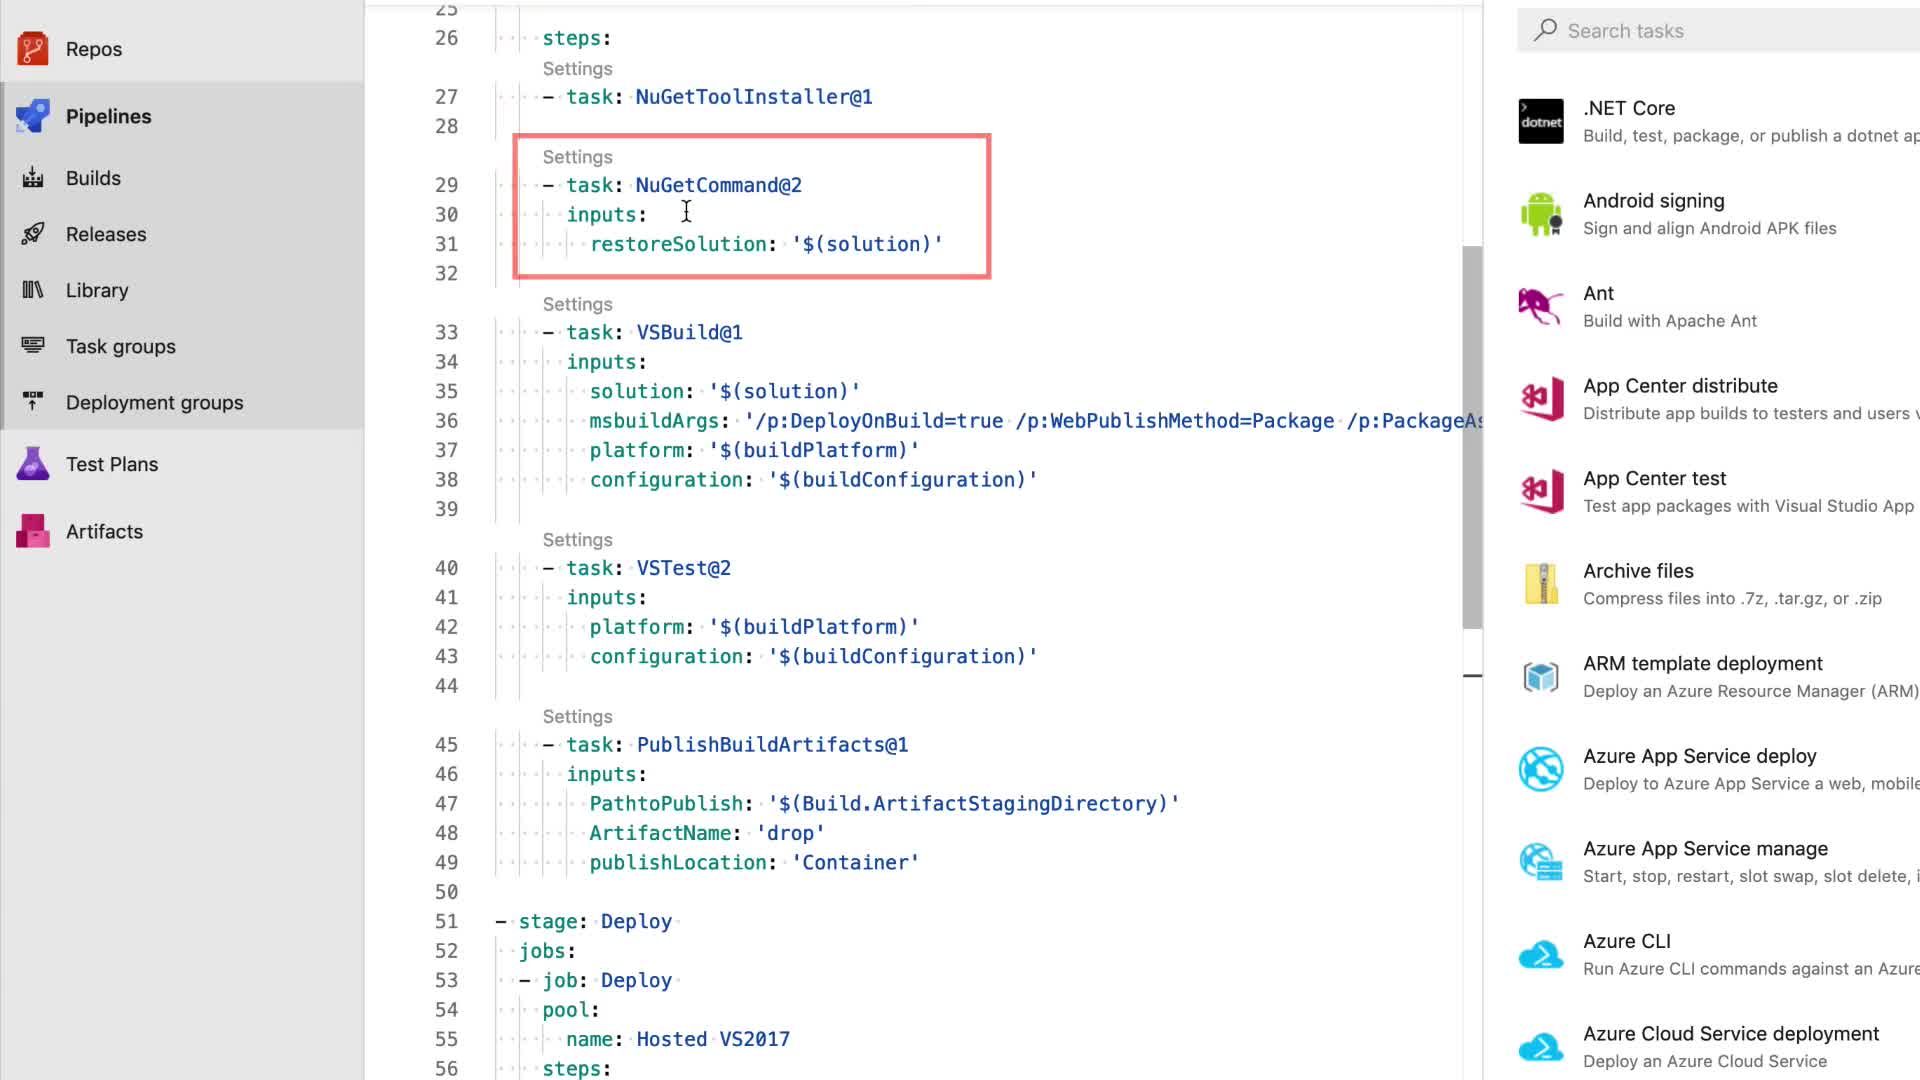 Repos
Pipelines
Builds
Releases
Library
Task groups
Deployment groups
Test Plans
Artifacts
25
26 steps:
Settings
27 - task: NuGetToolInstaller@1
28
Settings
29 - task: NuGetCommand@2
30 inputs:
31 restoreSolution: '$(solution)'
32
Settings
33 - task: VSBuild@1
34 inputs:
35 solution: '$(solution)'
36 msbuildArgs: '/p:DeployOnBuild=true /p:WebPublishMethod=Package /p:PackageAs
37 platform: '$(buildPlatform)'
38 configuration: '$(buildConfiguration)'
39
Settings
40 - task: VSTest@2
41 inputs:
42 platform: '$(buildPlatform)'
43 configuration: '$(buildConfiguration)'
44
Settings
45 - task: PublishBuildArtifacts@1
46 inputs:
47 PathtoPublish: '$(Build.ArtifactStagingDirectory)'
48 ArtifactName: 'drop'
49 publishLocation: 'Container'
50
51 - stage: Deploy
52 jobs:
53 - job: Deploy
54 pool:
55 name: Hosted VS2017
56 steps:
Search tasks
dotnet
.NET Core
Build, test, package, or publish a dotnet ap
Android signing
Sign and align Android APK files
Ant
Build with Apache Ant
App Center distribute
Distribute app builds to testers and users v
App Center test
Test app packages with Visual Studio App
Archive files
Compress files into .7z, .tar.gz, or .zip
ARM template deployment
Deploy an Azure Resource Manager (ARM)
Azure App Service deploy
Deploy to Azure App Service a web, mobile
Azure App Service manage
Start, stop, restart, slot swap, slot delete, i
Azure CLI
Run Azure CLI commands against an Azure
Azure Cloud Service deployment
Deploy an Azure Cloud Service